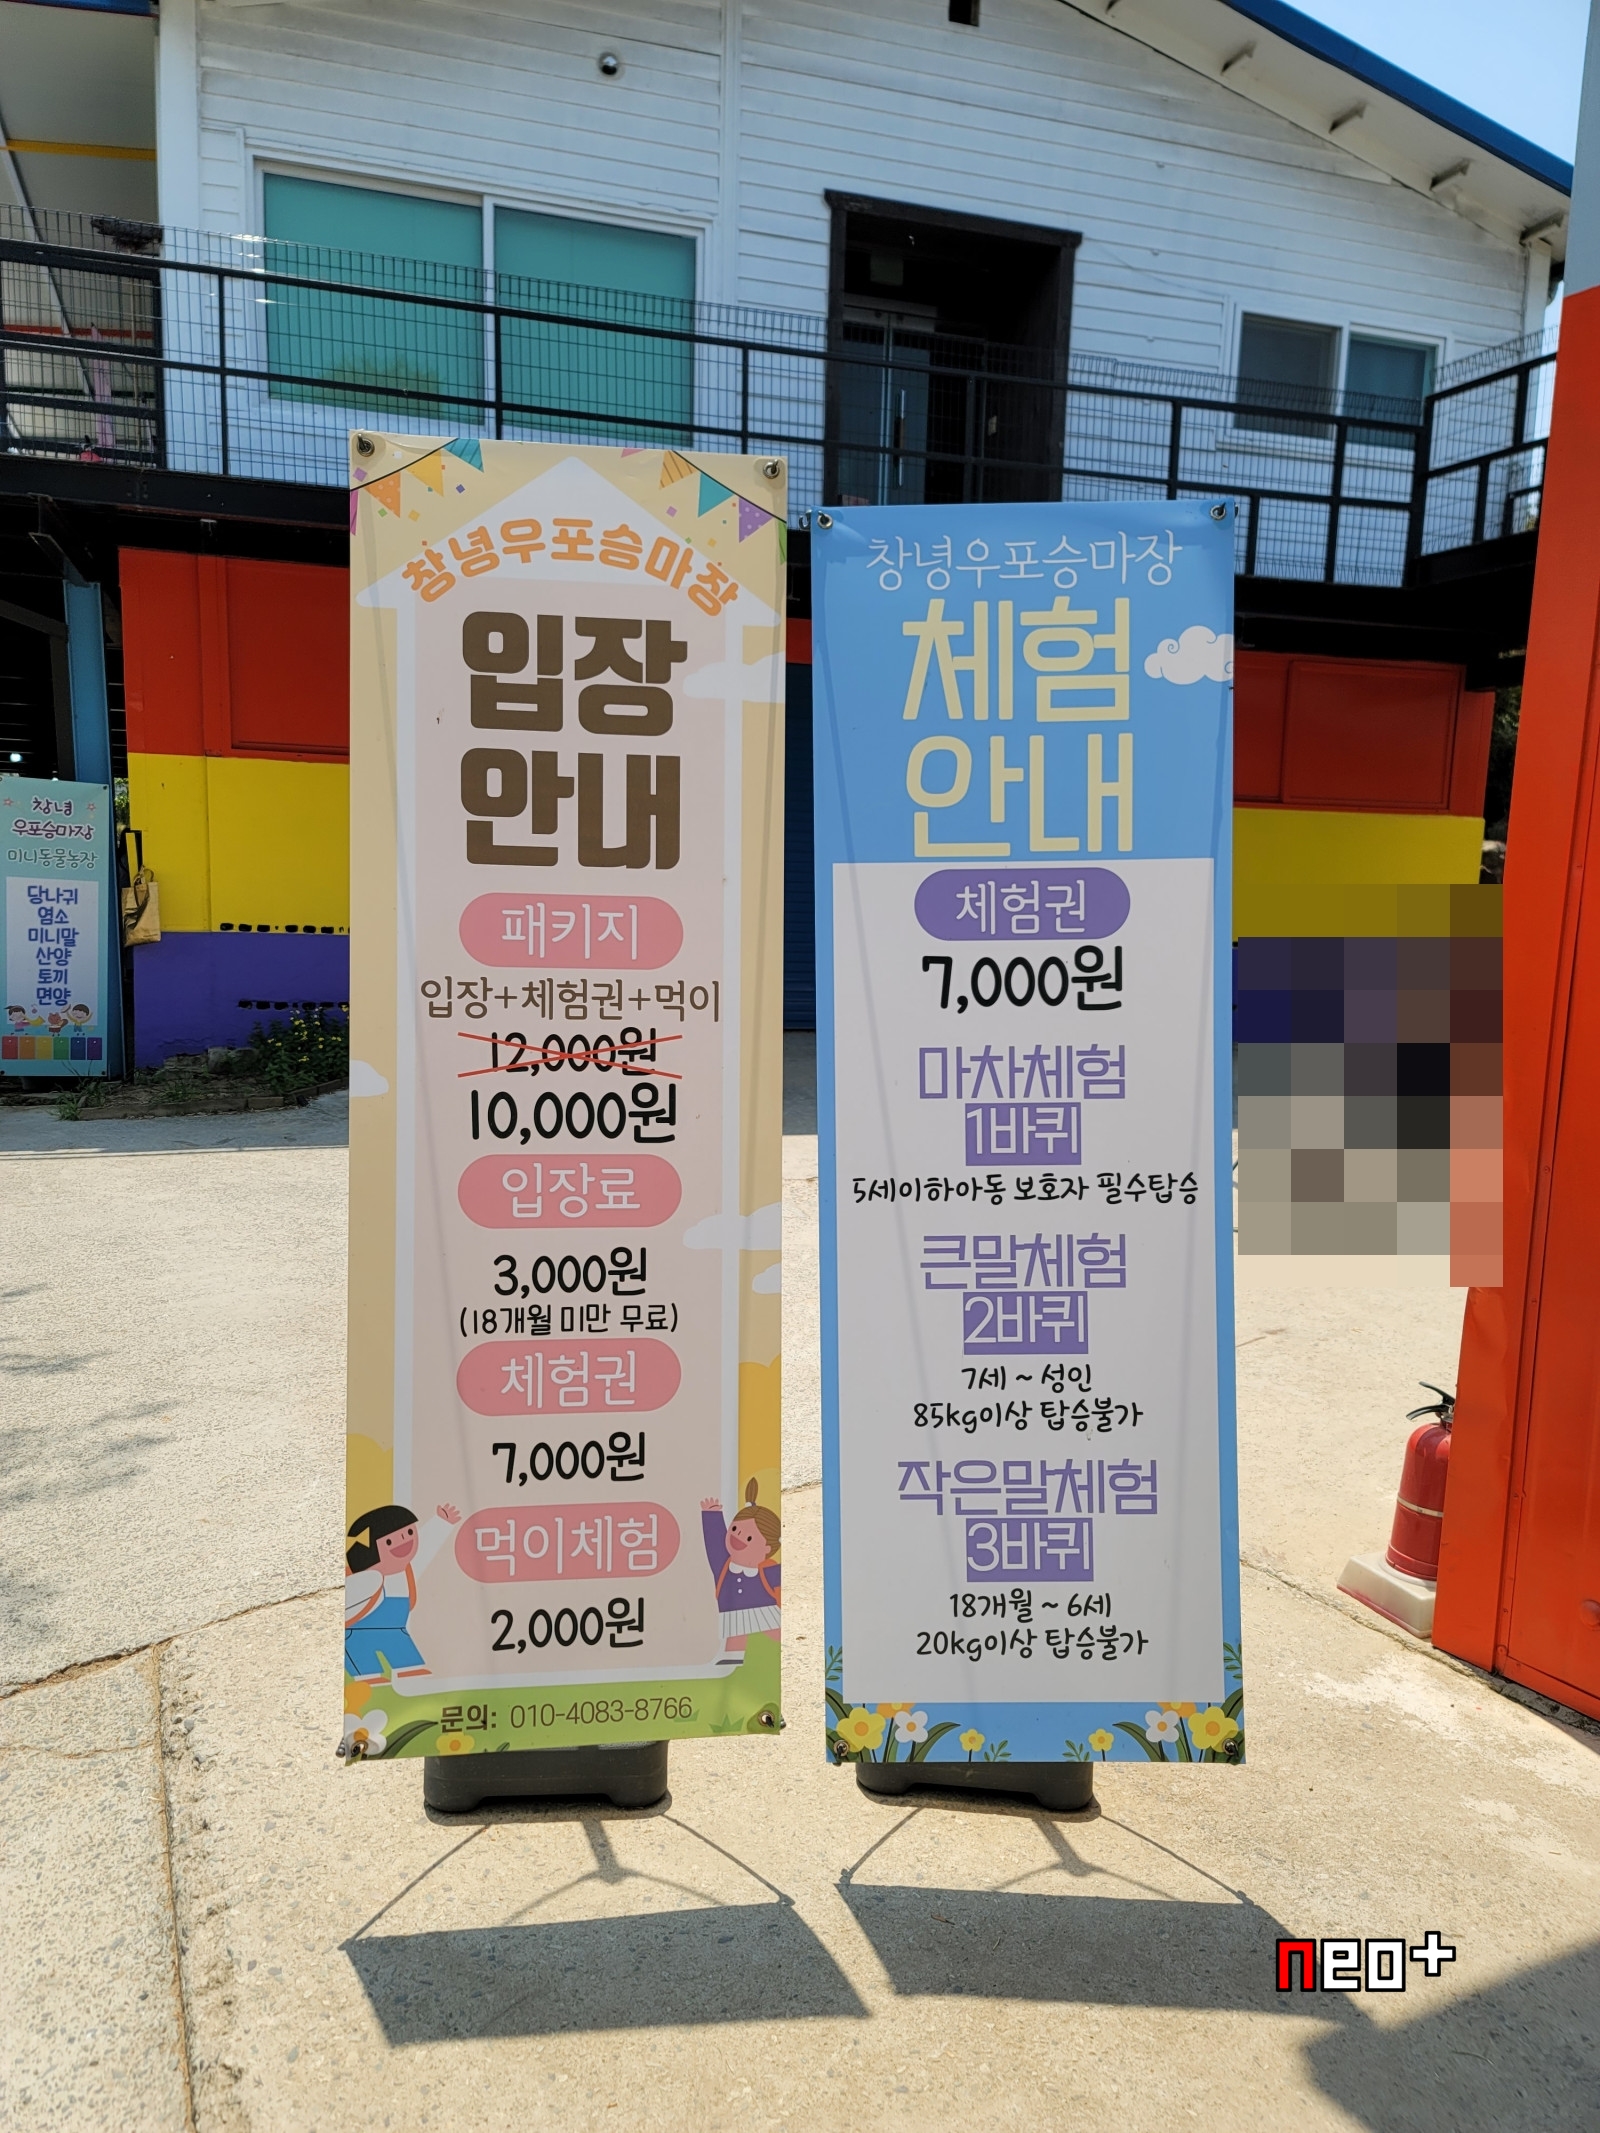 창녕우포승마장
입장
안내
패키지
입장+체험권+먹이
12,000원
10,000원
입장료
3,000원
(18개월 미만 무료)
체험권
7,000원
먹이체험
2,000원
문의: 010-4083-8766
창녕우포승마장
체험
안내
체험권
7,000원
마차체험
1바퀴
5세이하아동 보호자 필수탑승
큰말체험
2바퀴
7세 ~ 성인
85kg이상 탑승불가
작은말체험
3바퀴
18개월 ~ 6세
20kg이상 탑승불가
창녕
우포승마장
미니동물농장
당나귀
염소
미니말
산양
토끼
면양
neo+